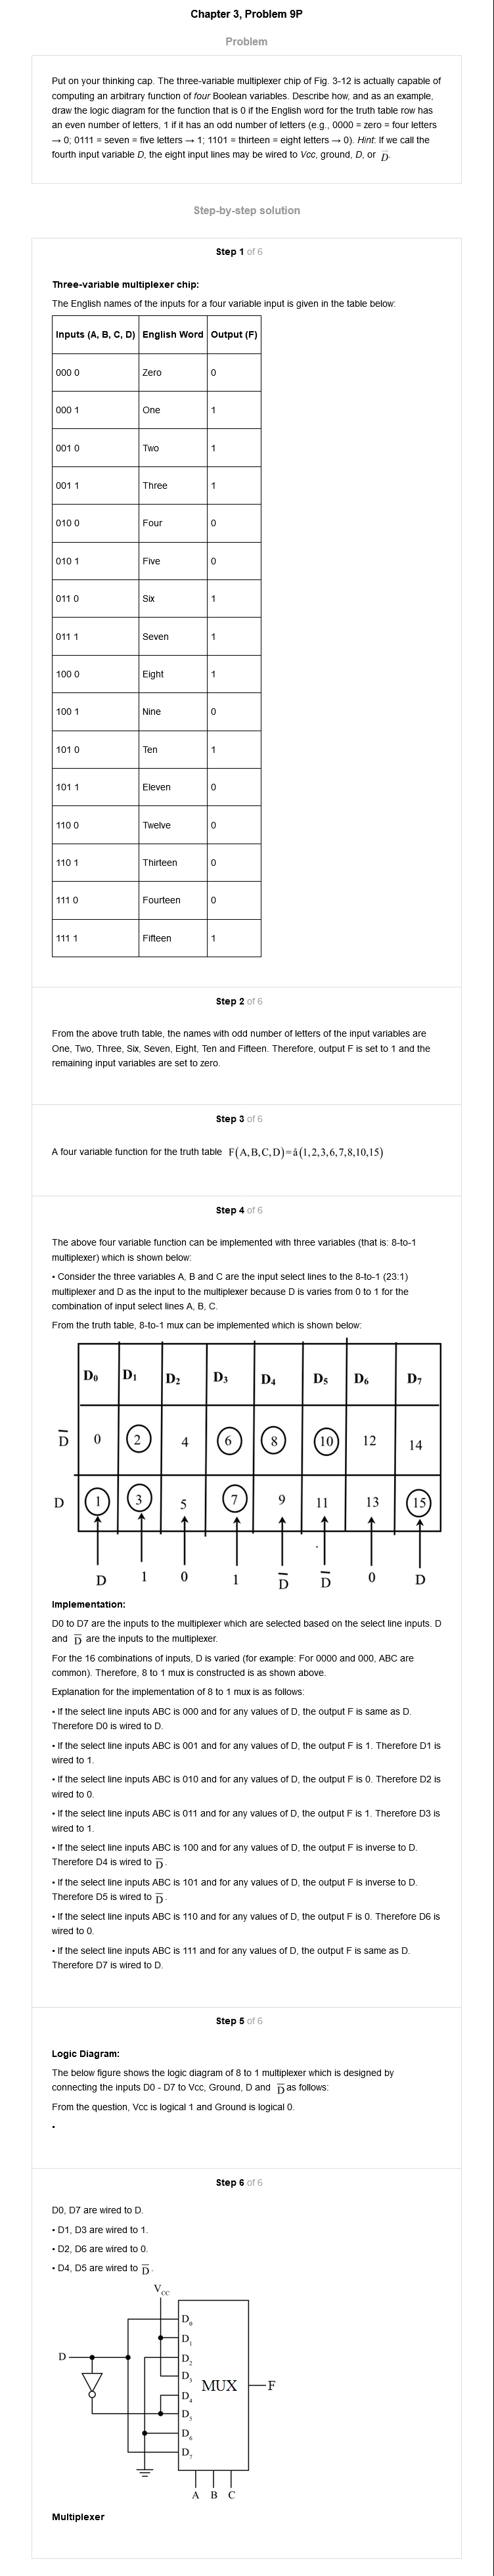 Chapter 3, Problem 9P
Problem
Put on your thinking cap. The three-variable multiplexer chip of Fig. 3-12 is actually capable of
computing an arbitrary function of four Boolean variables. Describe how, and as an example,
draw the logic diagram for the function that is 0 if the English word for the truth table row has
an even number of letters, 1 if it has an odd number of letters (e.g., 0000 = zero = four letters
→ 0; 0111 = seven = five letters → 1; 1101 = thirteen = eight letters → 0). Hint: If we call the
fourth input variable D, the eight input lines may be wired to Vcc, ground, D, or D̅.
Step-by-step solution
Step 1 of 6
Three-variable multiplexer chip:
The English names of the inputs for a four variable input is given in the table below:
Inputs (A, B, C, D) English Word Output (F)
000 0 Zero 0
000 1 One 1
001 0 Two 1
001 1 Three 1
010 0 Four 0
010 1 Five 0
011 0 Six 1
011 1 Seven 1
100 0 Eight 1
100 1 Nine 0
101 0 Ten 1
101 1 Eleven 0
110 0 Twelve 0
110 1 Thirteen 0
111 0 Fourteen 0
111 1 Fifteen 1
Step 2 of 6
From the above truth table, the names with odd number of letters of the input variables are
One, Two, Three, Six, Seven, Eight, Ten and Fifteen. Therefore, output F is set to 1 and the
remaining input variables are set to zero.
Step 3 of 6
A four variable function for the truth table F(A,B,C,D)=å(1,2,3,6,7,8,10,15)
Step 4 of 6
The above four variable function can be implemented with three variables (that is: 8-to-1
multiplexer) which is shown below:
• Consider the three variables A, B and C are the input select lines to the 8-to-1 (23:1)
multiplexer and D as the input to the multiplexer because D is varies from 0 to 1 for the
combination of input select lines A, B, C.
From the truth table, 8-to-1 mux can be implemented which is shown below:
D₀ D₁ D₂ D₃ D₄ D₅ D₆ D₇
D̅ 0 2 4 6 8 10 12 14
D 1 3 5 7 9 11 13 15
D 1 0 1 D̅ D̅ 0 D
Implementation:
D0 to D7 are the inputs to the multiplexer which are selected based on the select line inputs. D
and D̅ are the inputs to the multiplexer.
For the 16 combinations of inputs, D is varied (for example: For 0000 and 000, ABC are
common). Therefore, 8 to 1 mux is constructed is as shown above.
Explanation for the implementation of 8 to 1 mux is as follows:
• If the select line inputs ABC is 000 and for any values of D, the output F is same as D.
Therefore D0 is wired to D.
• If the select line inputs ABC is 001 and for any values of D, the output F is 1. Therefore D1 is
wired to 1.
• If the select line inputs ABC is 010 and for any values of D, the output F is 0. Therefore D2 is
wired to 0.
• If the select line inputs ABC is 011 and for any values of D, the output F is 1. Therefore D3 is
wired to 1.
• If the select line inputs ABC is 100 and for any values of D, the output F is inverse to D.
Therefore D4 is wired to D̅.
• If the select line inputs ABC is 101 and for any values of D, the output F is inverse to D.
Therefore D5 is wired to D̅.
• If the select line inputs ABC is 110 and for any values of D, the output F is 0. Therefore D6 is
wired to 0.
• If the select line inputs ABC is 111 and for any values of D, the output F is same as D.
Therefore D7 is wired to D.
Step 5 of 6
Logic Diagram:
The below figure shows the logic diagram of 8 to 1 multiplexer which is designed by
connecting the inputs D0 - D7 to Vcc, Ground, D and D̅ as follows:
From the question, Vcc is logical 1 and Ground is logical 0.
•
Step 6 of 6
D0, D7 are wired to D.
• D1, D3 are wired to 1.
• D2, D6 are wired to 0.
• D4, D5 are wired to D̅.
Vcc
D₀
D₁
D D₂
D₃
MUX F
D₄
D₅
D₆
D₇
A B C
Multiplexer